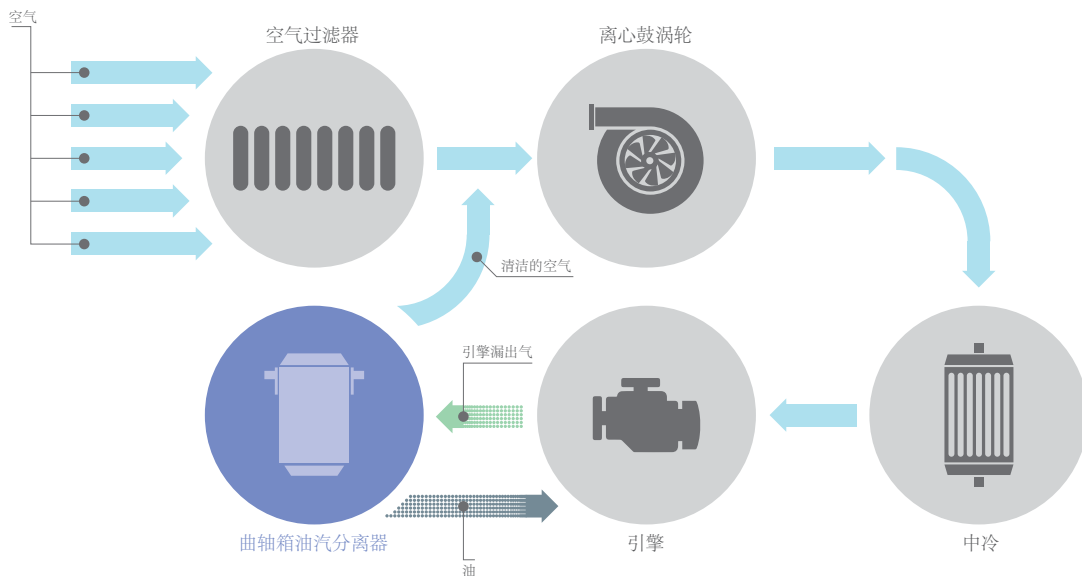 空气
空气过滤器
离心鼓涡轮
清洁的空气
引擎漏出气
曲轴箱油汽分离器
引擎
中冷
油